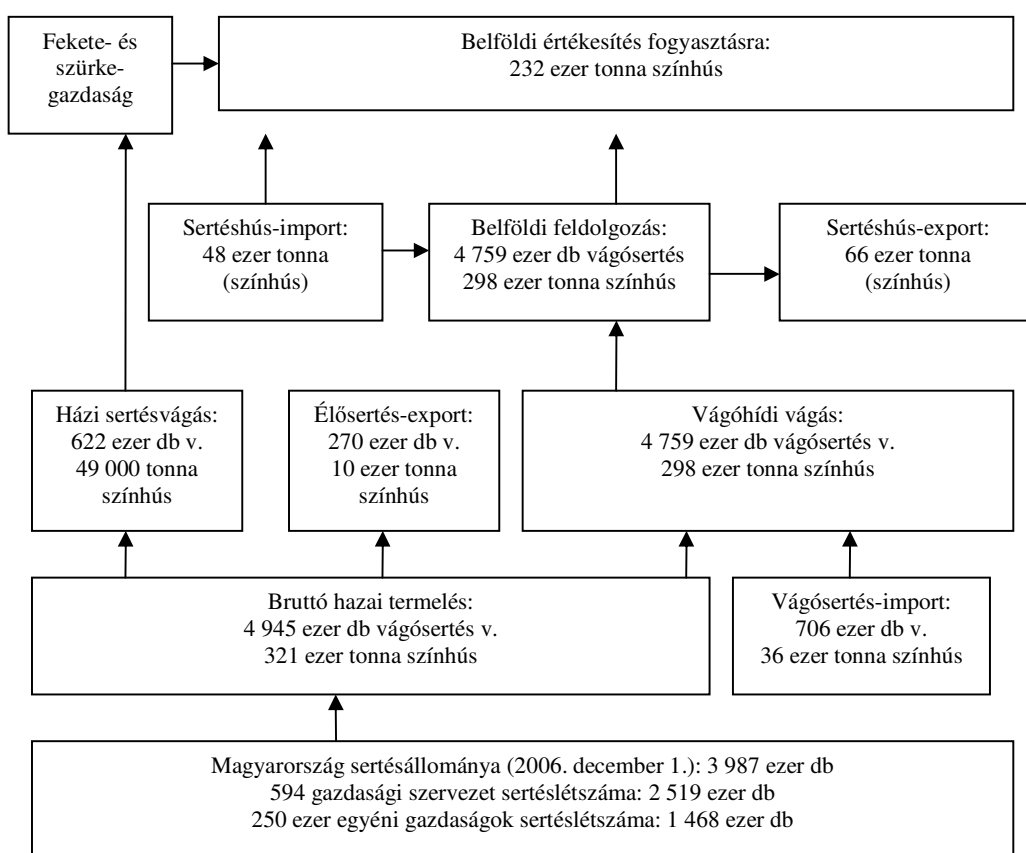 Fekete- és
szürke-
gazdaság
Belföldi értékesítés fogyasztásra:
232 ezer tonna színhús
Sertéshús-import:
48 ezer tonna
(színhús)
Belföldi feldolgozás:
4 759 ezer db vágósertés
298 ezer tonna színhús
Sertéshús-export:
66 ezer tonna
(színhús)
Házi sertésvágás:
622 ezer db v.
49 000 tonna
színhús
Élősertés-export:
270 ezer db v.
10 ezer tonna
színhús
Vágóhídi vágás:
4 759 ezer db vágósertés v.
298 ezer tonna színhús
Bruttó hazai termelés:
4 945 ezer db vágósertés v.
321 ezer tonna színhús
Vágósertés-import:
706 ezer db v.
36 ezer tonna színhús
Magyarország sertésállománya (2006. december 1.): 3 987 ezer db
594 gazdasági szervezet sertéslétszáma: 2 519 ezer db
250 ezer egyéni gazdaságok sertéslétszáma: 1 468 ezer db